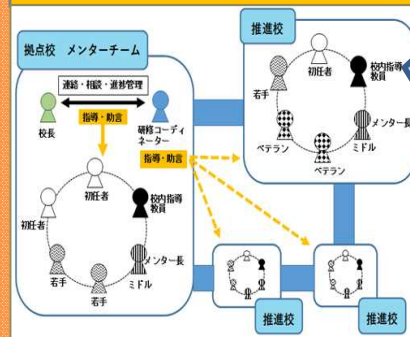 拠点校 メンターチーム
連絡・相談・進捗管理
校長
指導・助言
研修コーディ
ネーター
指導・助言
初任者
初任者
校内指導
教員
メンター長
ミドル
若手
若手
推進校
初任者
校内指導
教員
若手
メンター長
ミドル
ベテラン
ベテラン
推進校
推進校